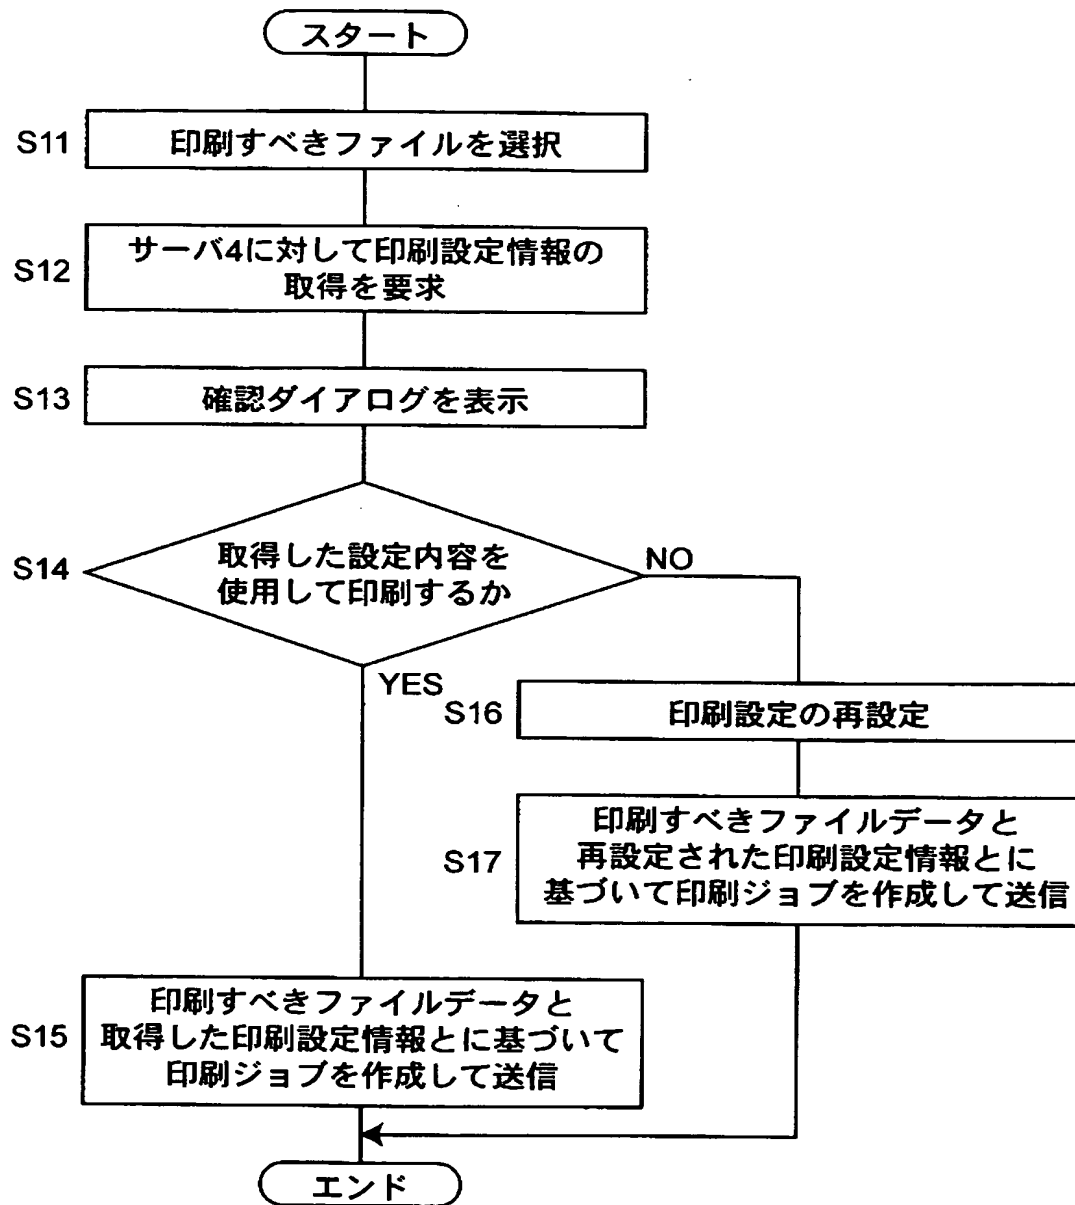 スタート
S11
印刷すべきファイルを選択
S12
サーバ4に対して印刷設定情報の
取得を要求
S13
確認ダイアログを表示
S14
取得した設定内容を
使用して印刷するか
NO
YES
S16
印刷設定の再設定
S17
印刷すべきファイルデータと
再設定された印刷設定情報とに
基づいて印刷ジョブを作成して送信
S15
印刷すべきファイルデータと
取得した印刷設定情報とに基づいて
印刷ジョブを作成して送信
エンド